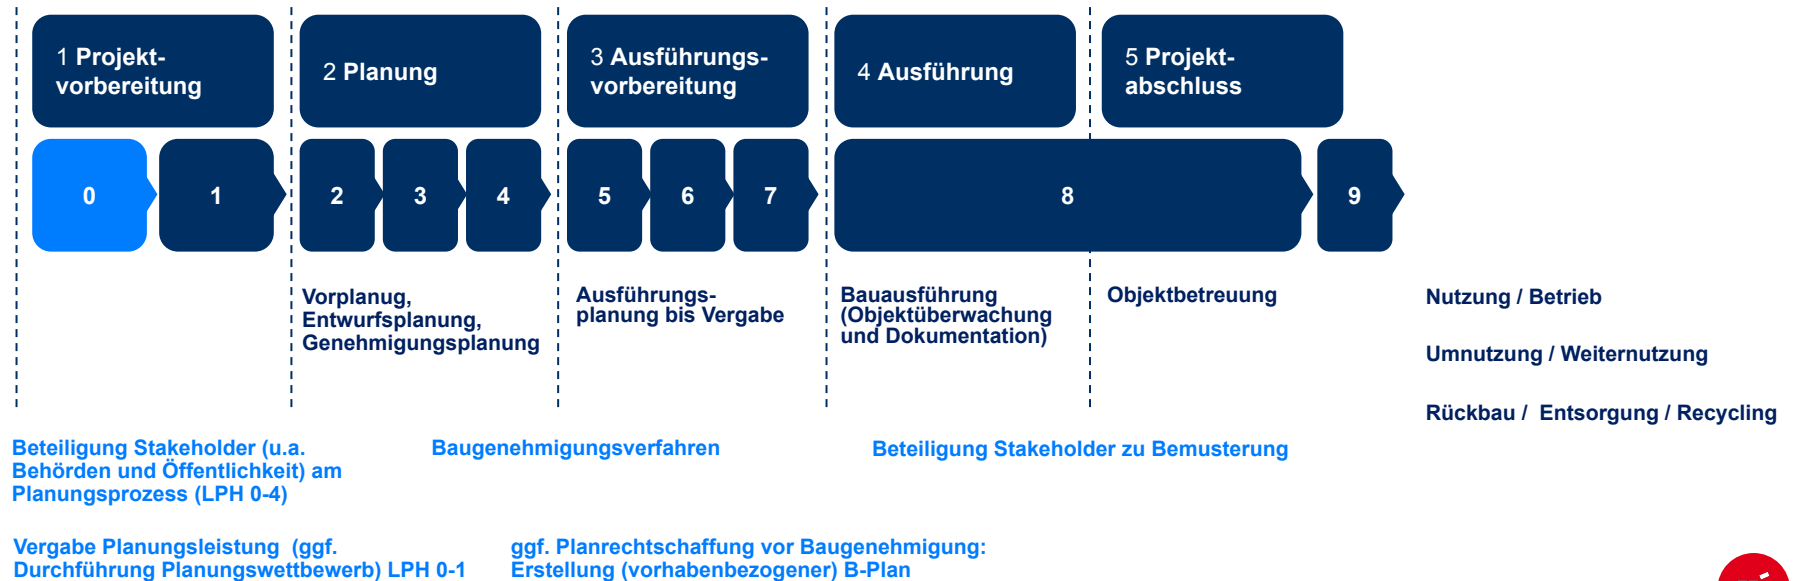 1 Projekt-
vorbereitung
2 Planung
3 Ausführungs-
vorbereitung
4 Ausführung
5 Projekt-
abschluss
0
1
2
3
4
5
6
7
8
9
Vorplanug,
Entwurfsplanung,
Genehmigungsplanung
Ausführungs-
planung bis Vergabe
Bauausführung
(Objektüberwachung
und Dokumentation)
Objektbetreuung
Nutzung / Betrieb
Umnutzung / Weiternutzung
Rückbau / Entsorgung / Recycling
Beteiligung Stakeholder (u.a.
Behörden und Öffentlichkeit) am
Planungsprozess (LPH 0-4)
Baugenehmigungsverfahren
Beteiligung Stakeholder zu Bemusterung
Vergabe Planungsleistung (ggf.
Durchführung Planungswettbewerb) LPH 0-1
ggf. Planrechtschaffung vor Baugenehmigung:
Erstellung (vorhabenbezogener) B-Plan